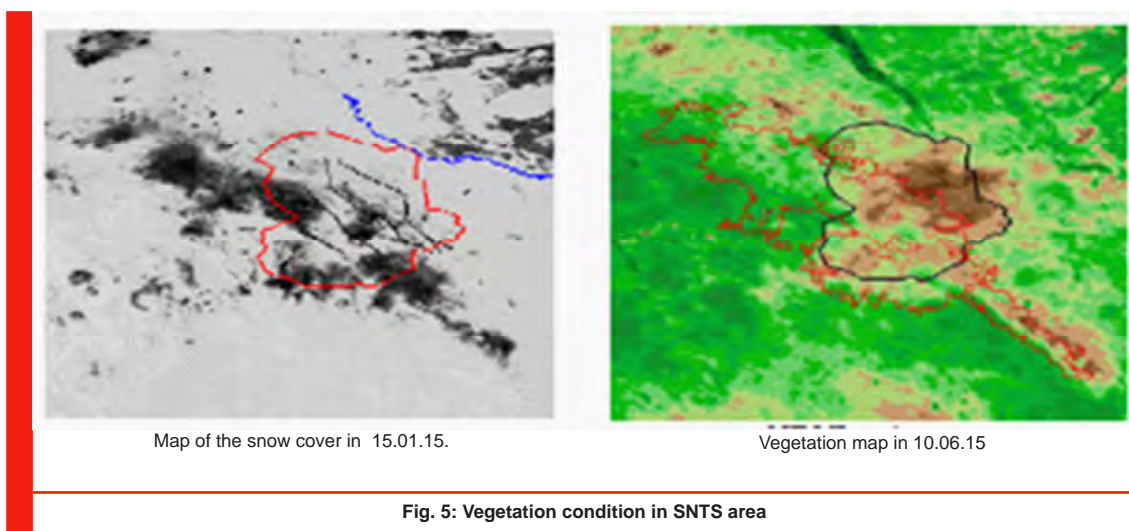 Map of the snow cover in 15.01.15.
Vegetation map in 10.06.15
Fig. 5: Vegetation condition in SNTS area